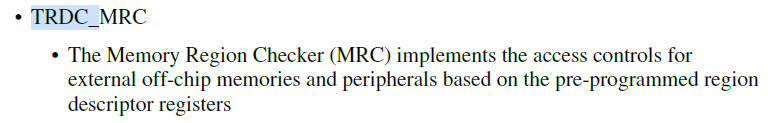 • TRDC_MRC
• The Memory Region Checker (MRC) implements the access controls for
external off-chip memories and peripherals based on the pre-programmed region
descriptor registers